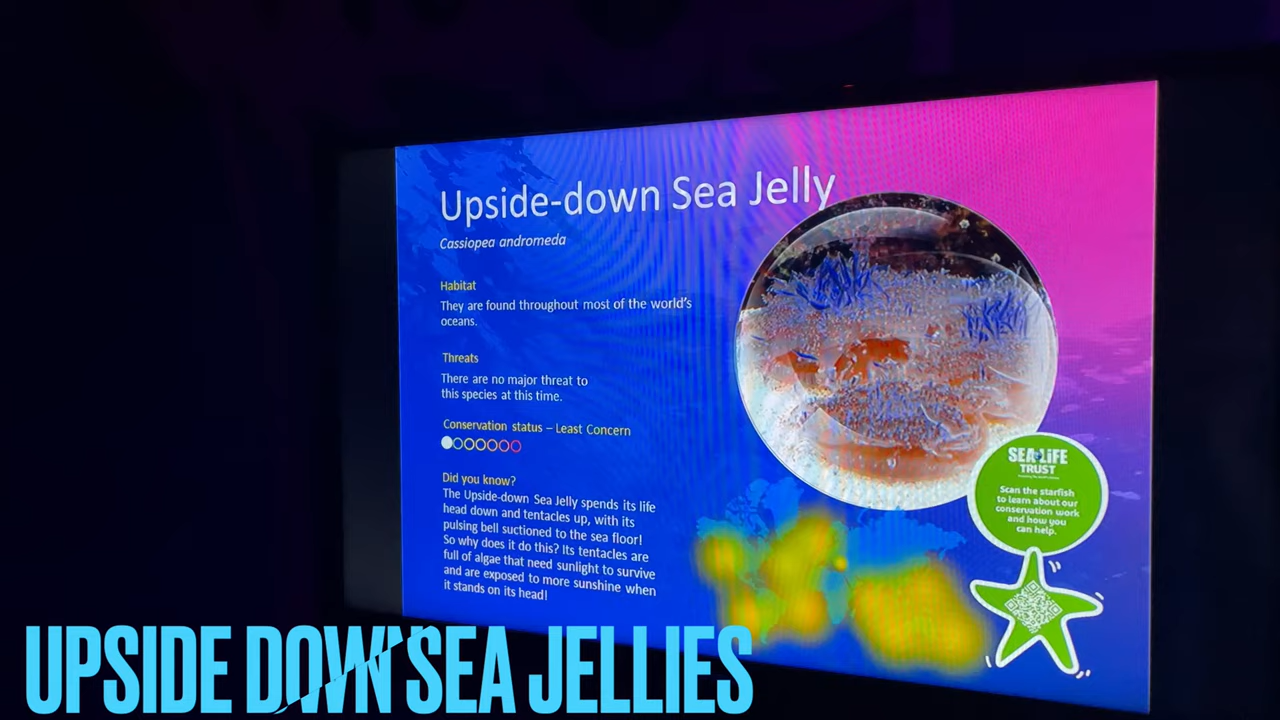 Upside-down Sea Jelly
Cassiopea andromeda
Habitat
They are found throughout most of the world's
oceans.
Threats
There are no major threat to
this species at this time.
Conservation status – Least Concern
Did you know?
The Upside-down Sea Jelly spends its life
head down and tentacles up, with its
pulsing bell suctioned to the sea floor!
So why does it do this? Its tentacles are
full of algae that need sunlight to survive
and are exposed to more sunshine when
it stands on its head!
SEA LIFE
TRUST
Scan the starfish
to learn about our
conservation work
and how you
can help.
UPSIDE DOWN SEA JELLIES